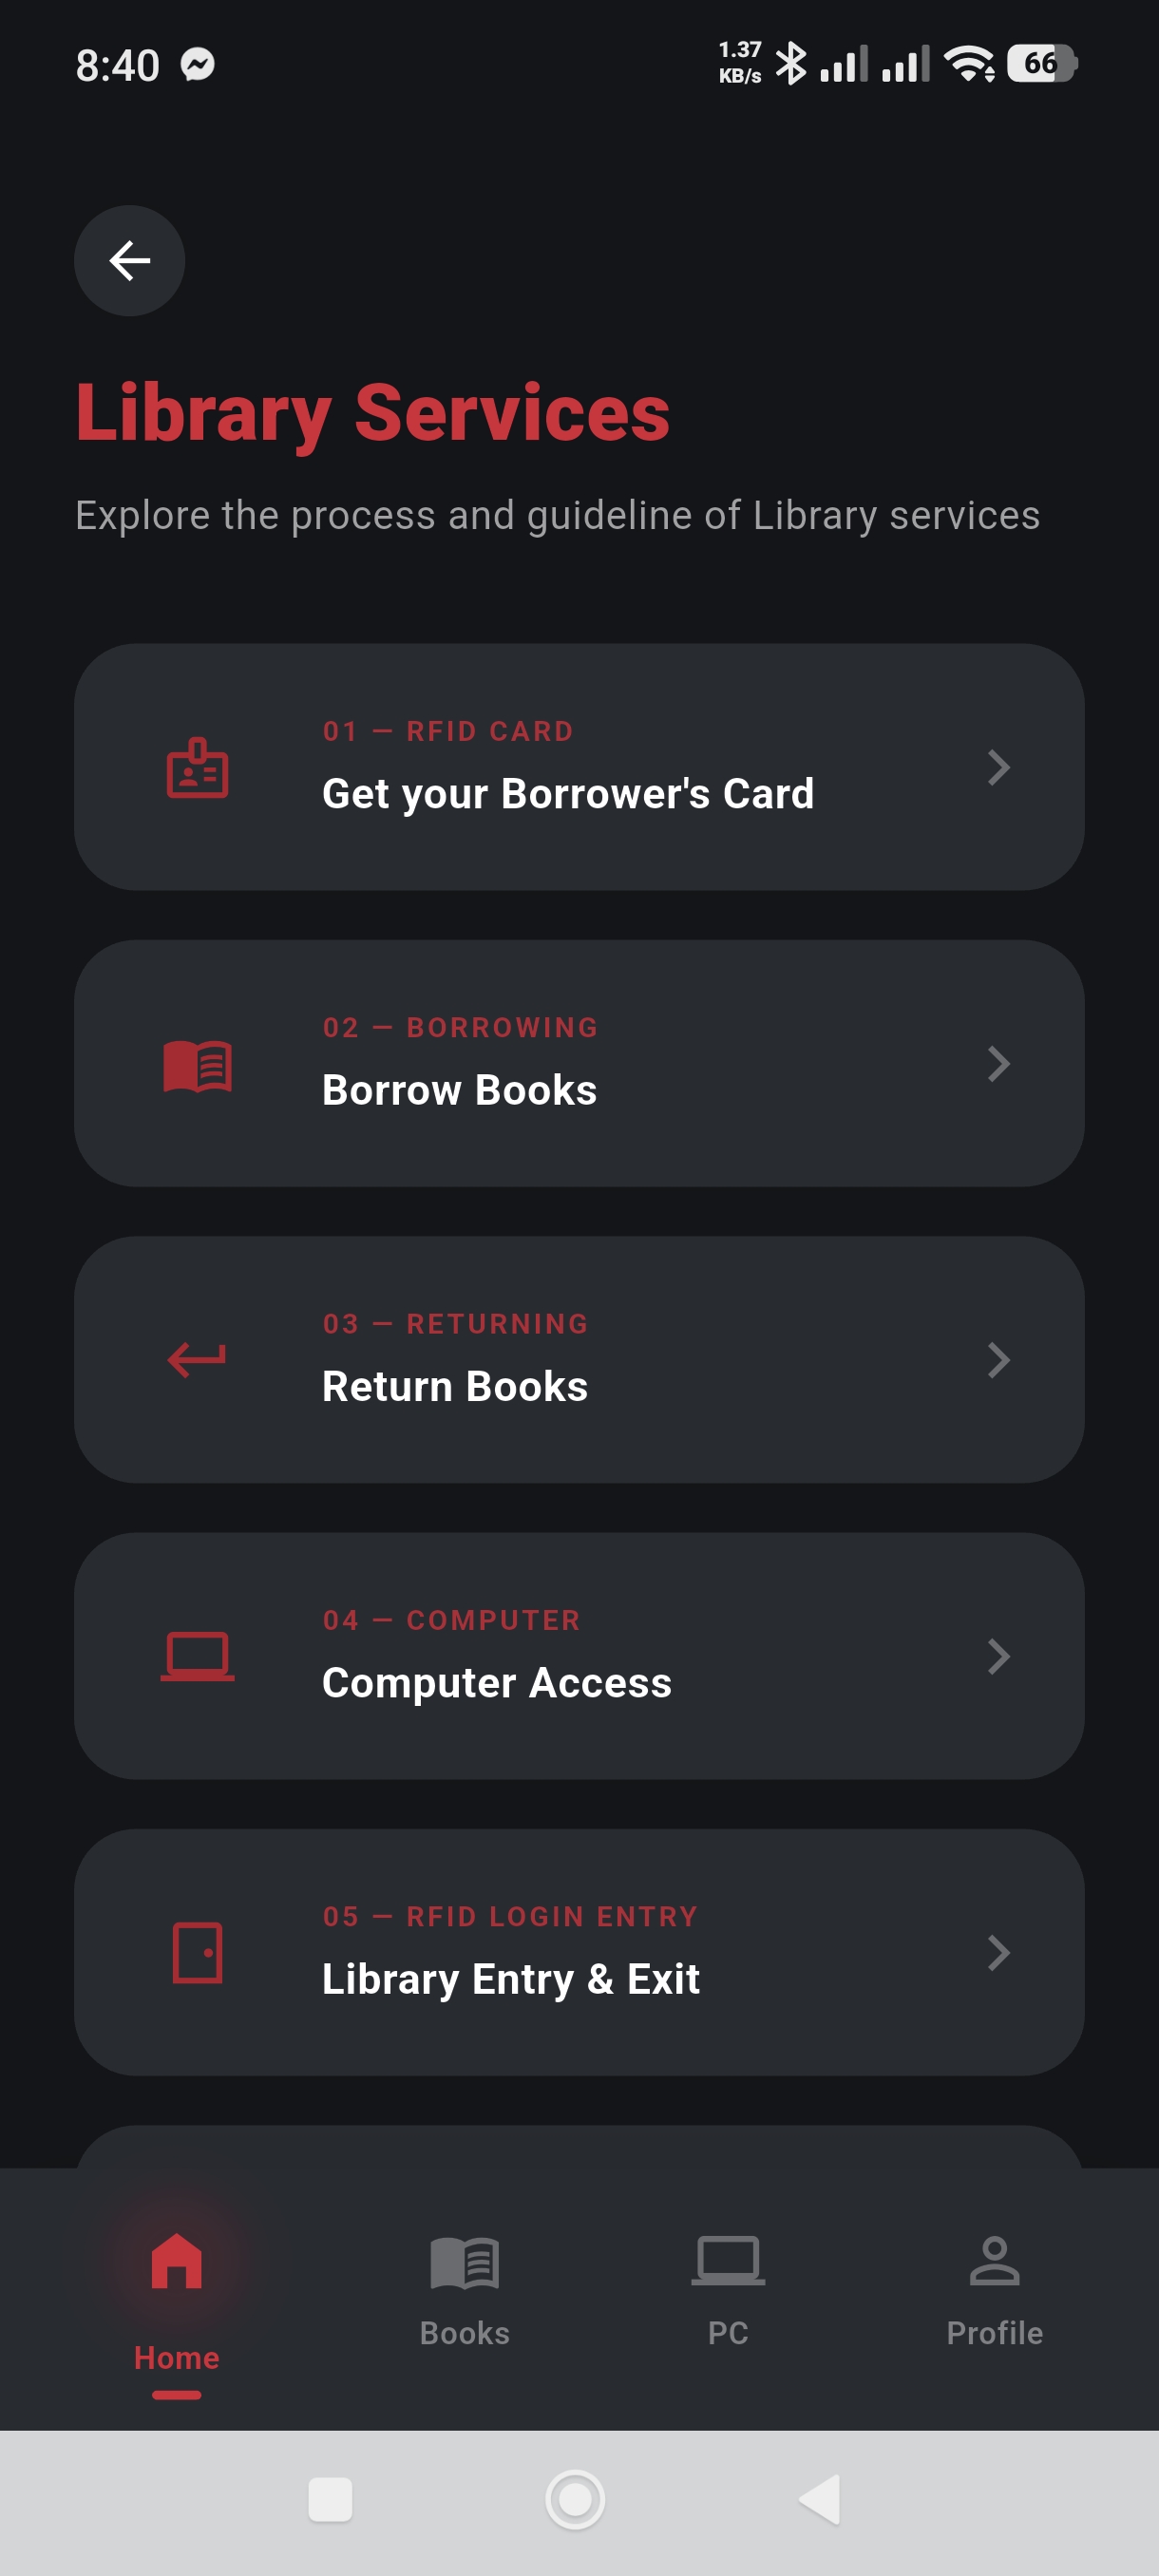 8:40
1.37
KB/s
66
Library Services
Explore the process and guideline of Library services
01 — RFID CARD
Get your Borrower's Card
02 — BORROWING
Borrow Books
03 — RETURNING
Return Books
04 — COMPUTER
Computer Access
05 — RFID LOGIN ENTRY
Library Entry & Exit
Home
Books
PC
Profile